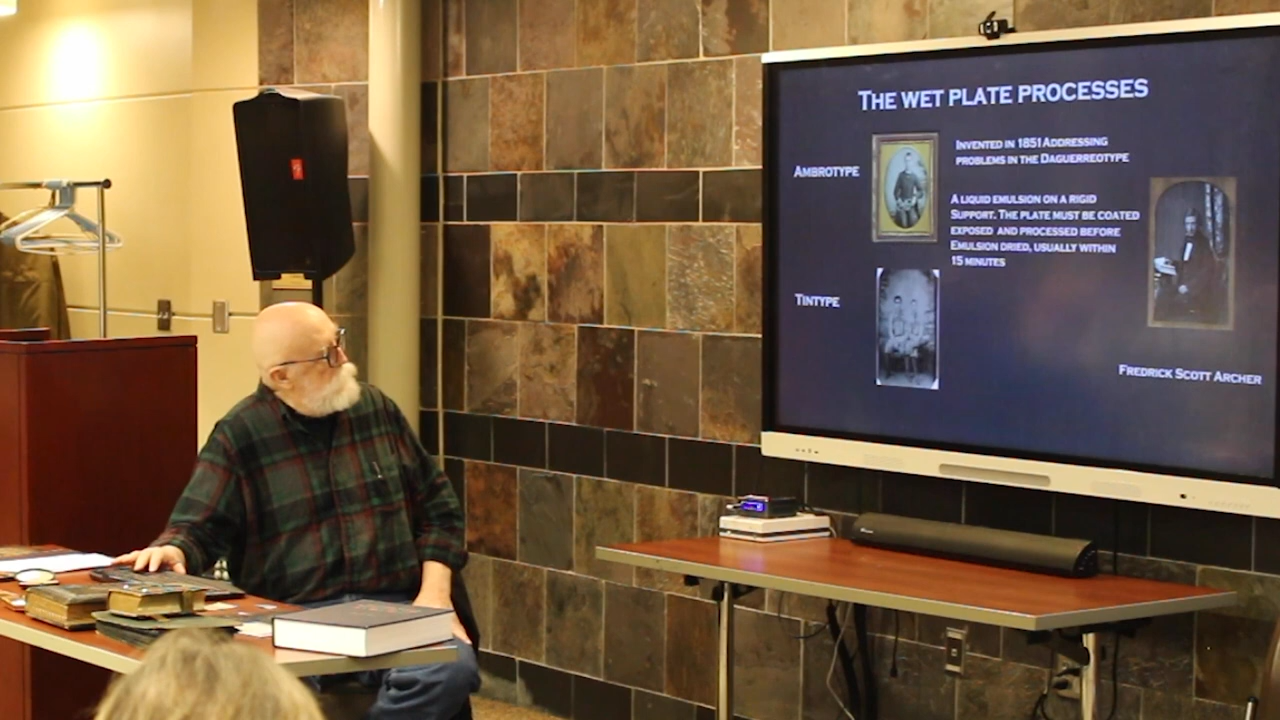 THE WET PLATE PROCESSES
AMBROTYPE
INVENTED IN 1851 ADDRESSING
PROBLEMS IN THE DAGUERREOTYPE
A LIQUID EMULSION ON A RIGID
SUPPORT. THE PLATE MUST BE COATED
EXPOSED AND PROCESSED BEFORE
EMULSION DRIED, USUALLY WITHIN
15 MINUTES
TINTYPE
FREDRICK SCOTT ARCHER